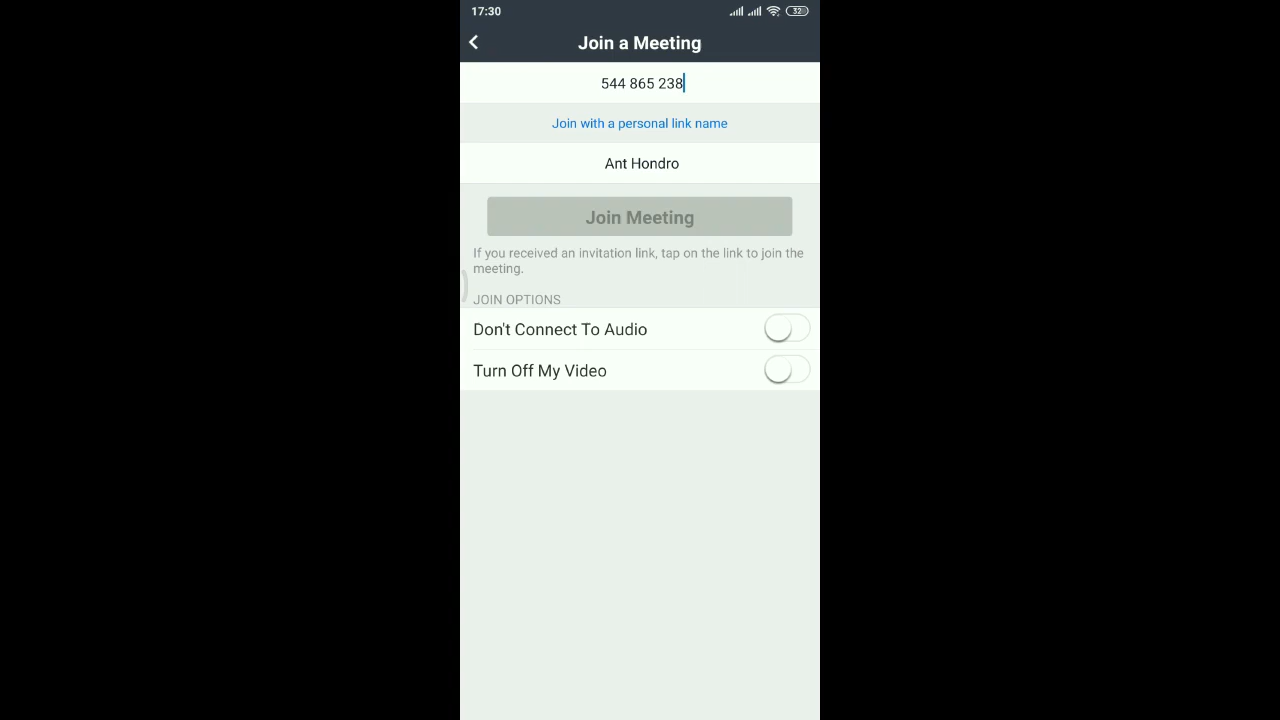 17:30
32
Join a Meeting
544 865 238
Join with a personal link name
Ant Hondro
Join Meeting
If you received an invitation link, tap on the link to join the
meeting.
JOIN OPTIONS
Don't Connect To Audio
Turn Off My Video